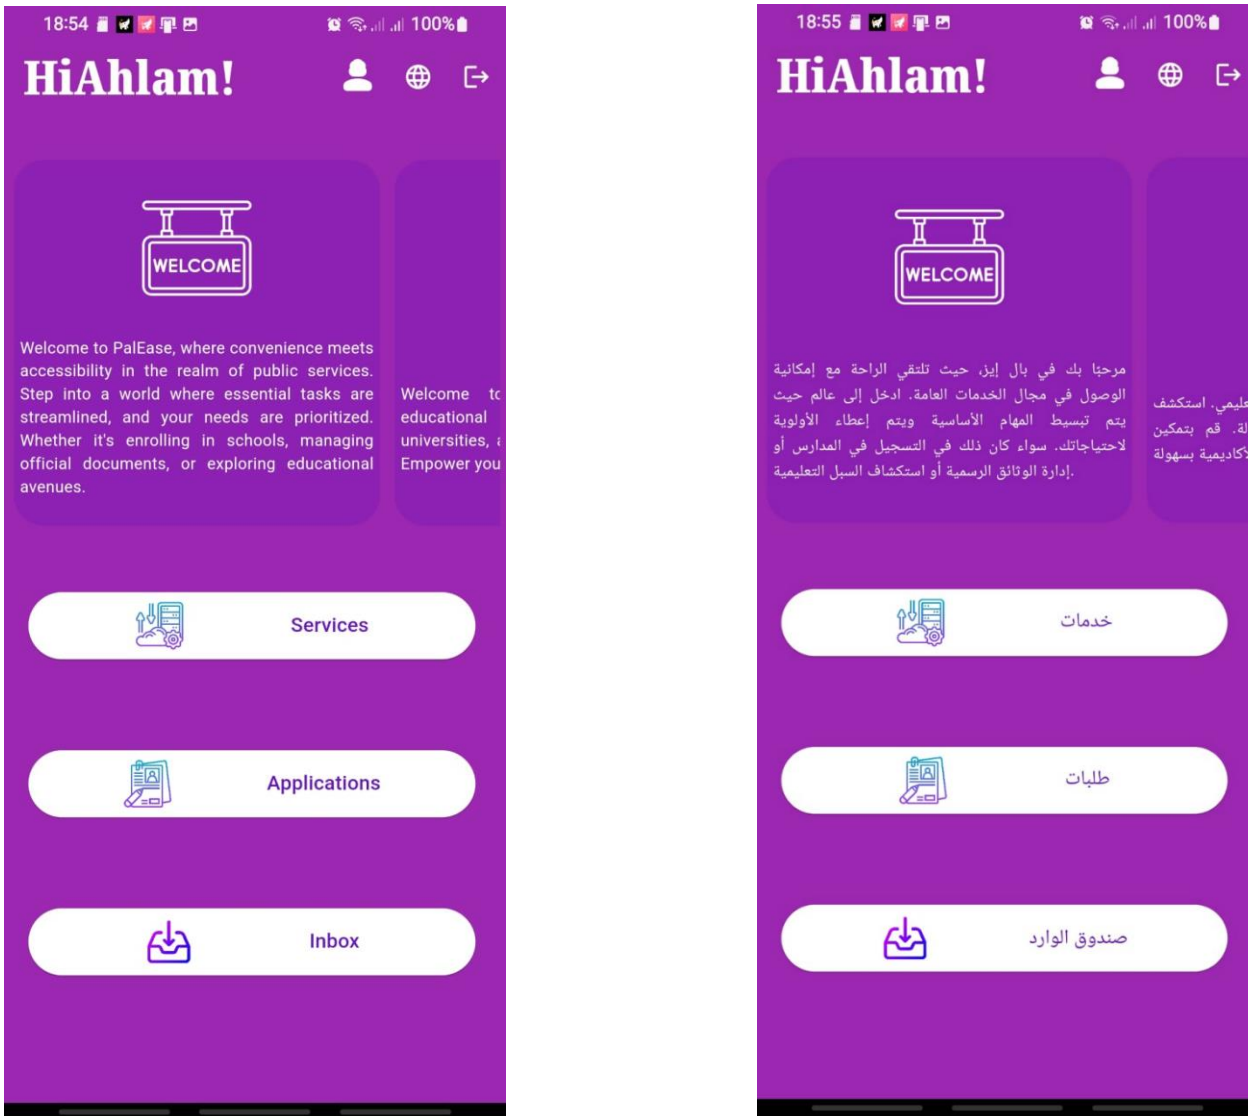 18:54
100%
HiAhlam!
WELCOME
Welcome to PalEase, where convenience meets
accessibility in the realm of public services.
Step into a world where essential tasks are
streamlined, and your needs are prioritized.
Whether it's enrolling in schools, managing
official documents, or exploring educational
avenues.
Welcome to
educational
universities,
Empower you
Services
Applications
Inbox
18:55
100%
HiAhlam!
WELCOME
مرحبًا بك في بال إيز، حيث تلتقي الراحة مع إمكانية
الوصول في مجال الخدمات العامة. ادخل إلى عالم حيث
يتم تبسيط المهام الأساسية ويتم إعطاء الأولوية
لاحتياجاتك. سواء كان ذلك في التسجيل في المدارس أو
.إدارة الوثائق الرسمية أو استكشاف السبل التعليمية
استكشف
قم بتمكين
بسهولة
خدمات
طلبات
صندوق الوارد